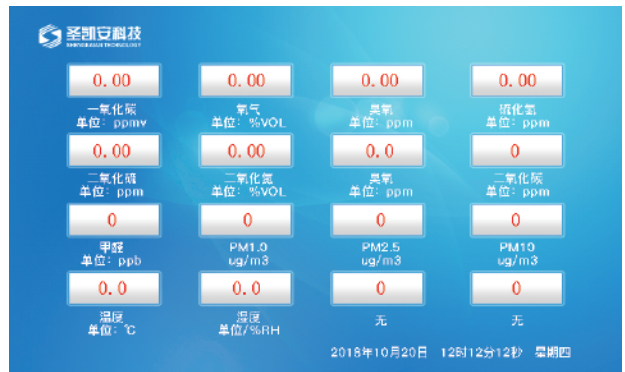 圣凯安科技
SHENGKAIAN TECHNOLOGY
0.00 0.00 0.00 0.00
一氧化碳 氧气 臭氧 硫化氢
单位: ppmv 单位: %VOL 单位: ppm 单位: ppm
0.00 0.00 0.0 0
二氧化硫 二氧化氮 臭氧 二氧化碳
单位: ppm 单位: %VOL 单位: ppm 单位: ppm
0 0 0 0
甲醛 PM1.0 PM2.5 PM10
单位: ppb ug/m3 ug/m3 ug/m3
0.0 0.0 0 0
温度 湿度 无 无
单位: ℃ 单位/%RH
2018年10月20日 12时12分12秒 星期四